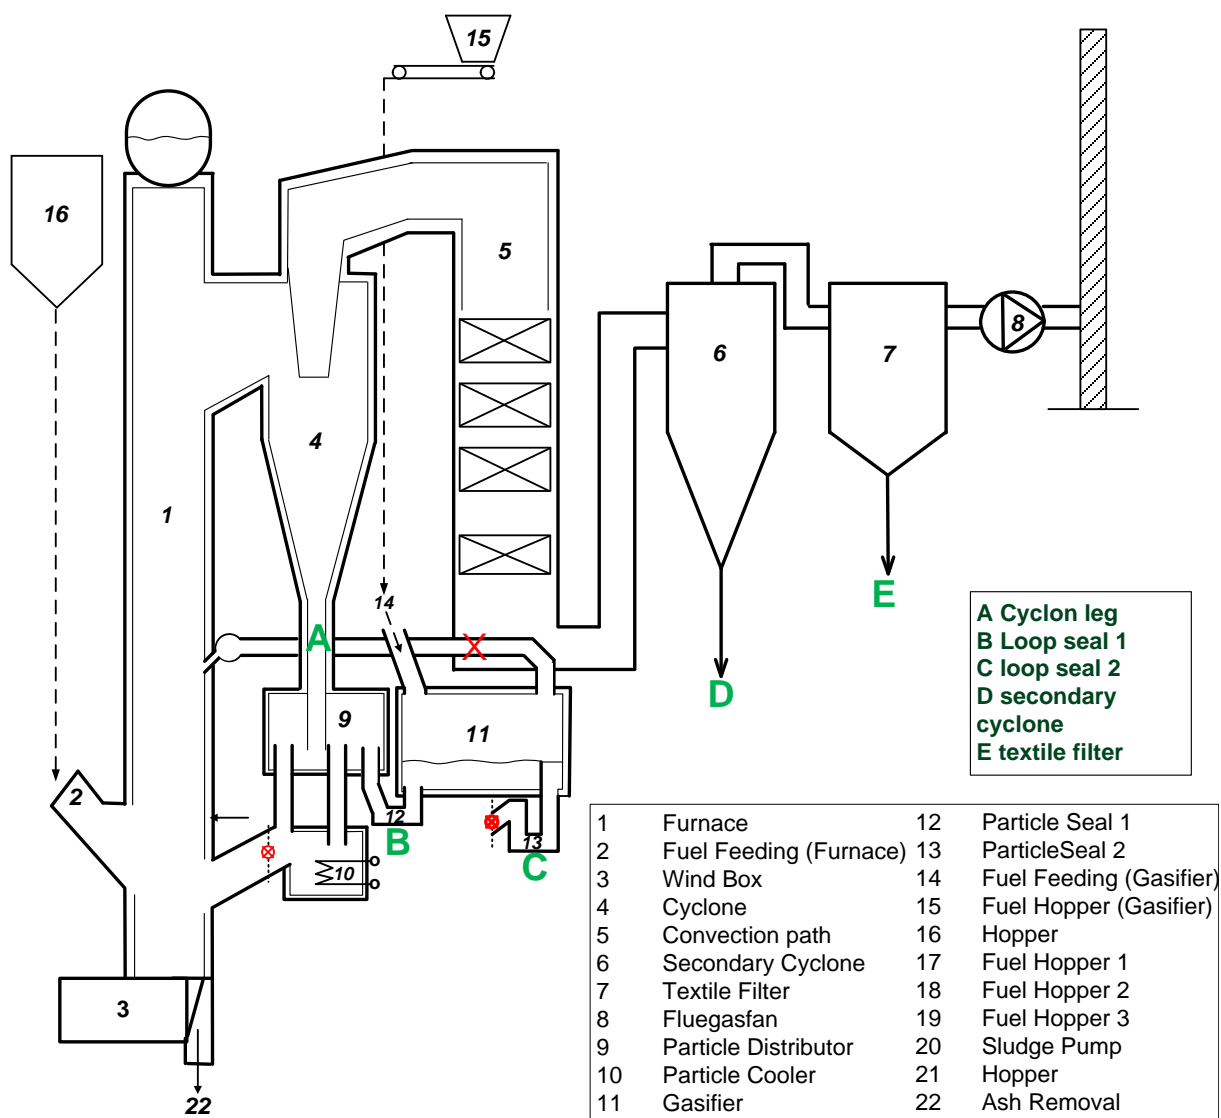 15
16
5
6
7
8
4
1
14
A
E
D
9
11
2
12
B
13
C
10
3
22
A Cyclon leg
B Loop seal 1
C loop seal 2
D secondary
cyclone
E textile filter
1 Furnace 12 Particle Seal 1
2 Fuel Feeding (Furnace) 13 ParticleSeal 2
3 Wind Box 14 Fuel Feeding (Gasifier)
4 Cyclone 15 Fuel Hopper (Gasifier)
5 Convection path 16 Hopper
6 Secondary Cyclone 17 Fuel Hopper 1
7 Textile Filter 18 Fuel Hopper 2
8 Fluegasfan 19 Fuel Hopper 3
9 Particle Distributor 20 Sludge Pump
10 Particle Cooler 21 Hopper
11 Gasifier 22 Ash Removal